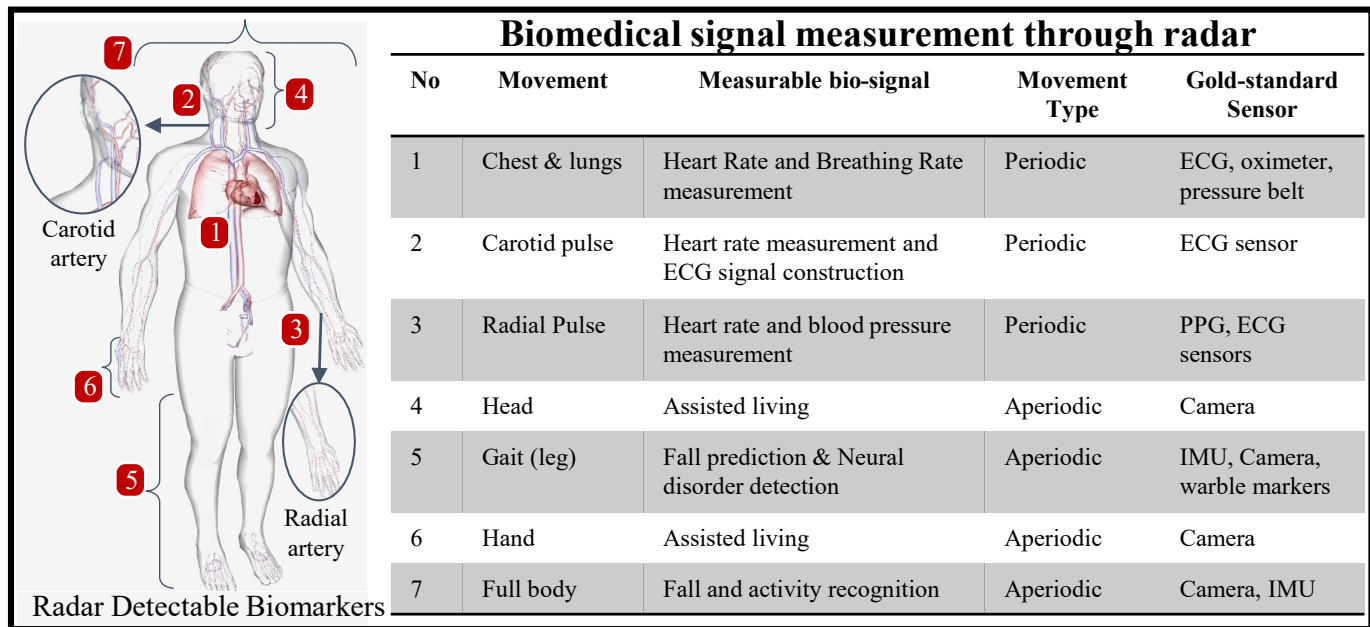 7
2
4
Carotid
artery
1
3
6
5
Radial
artery
Radar Detectable Biomarkers
Biomedical signal measurement through radar
No Movement Measurable bio-signal Movement Type Gold-standard Sensor
1 Chest & lungs Heart Rate and Breathing Rate measurement Periodic ECG, oximeter, pressure belt
2 Carotid pulse Heart rate measurement and ECG signal construction Periodic ECG sensor
3 Radial Pulse Heart rate and blood pressure measurement Periodic PPG, ECG sensors
4 Head Assisted living Aperiodic Camera
5 Gait (leg) Fall prediction & Neural disorder detection Aperiodic IMU, Camera, warble markers
6 Hand Assisted living Aperiodic Camera
7 Full body Fall and activity recognition Aperiodic Camera, IMU